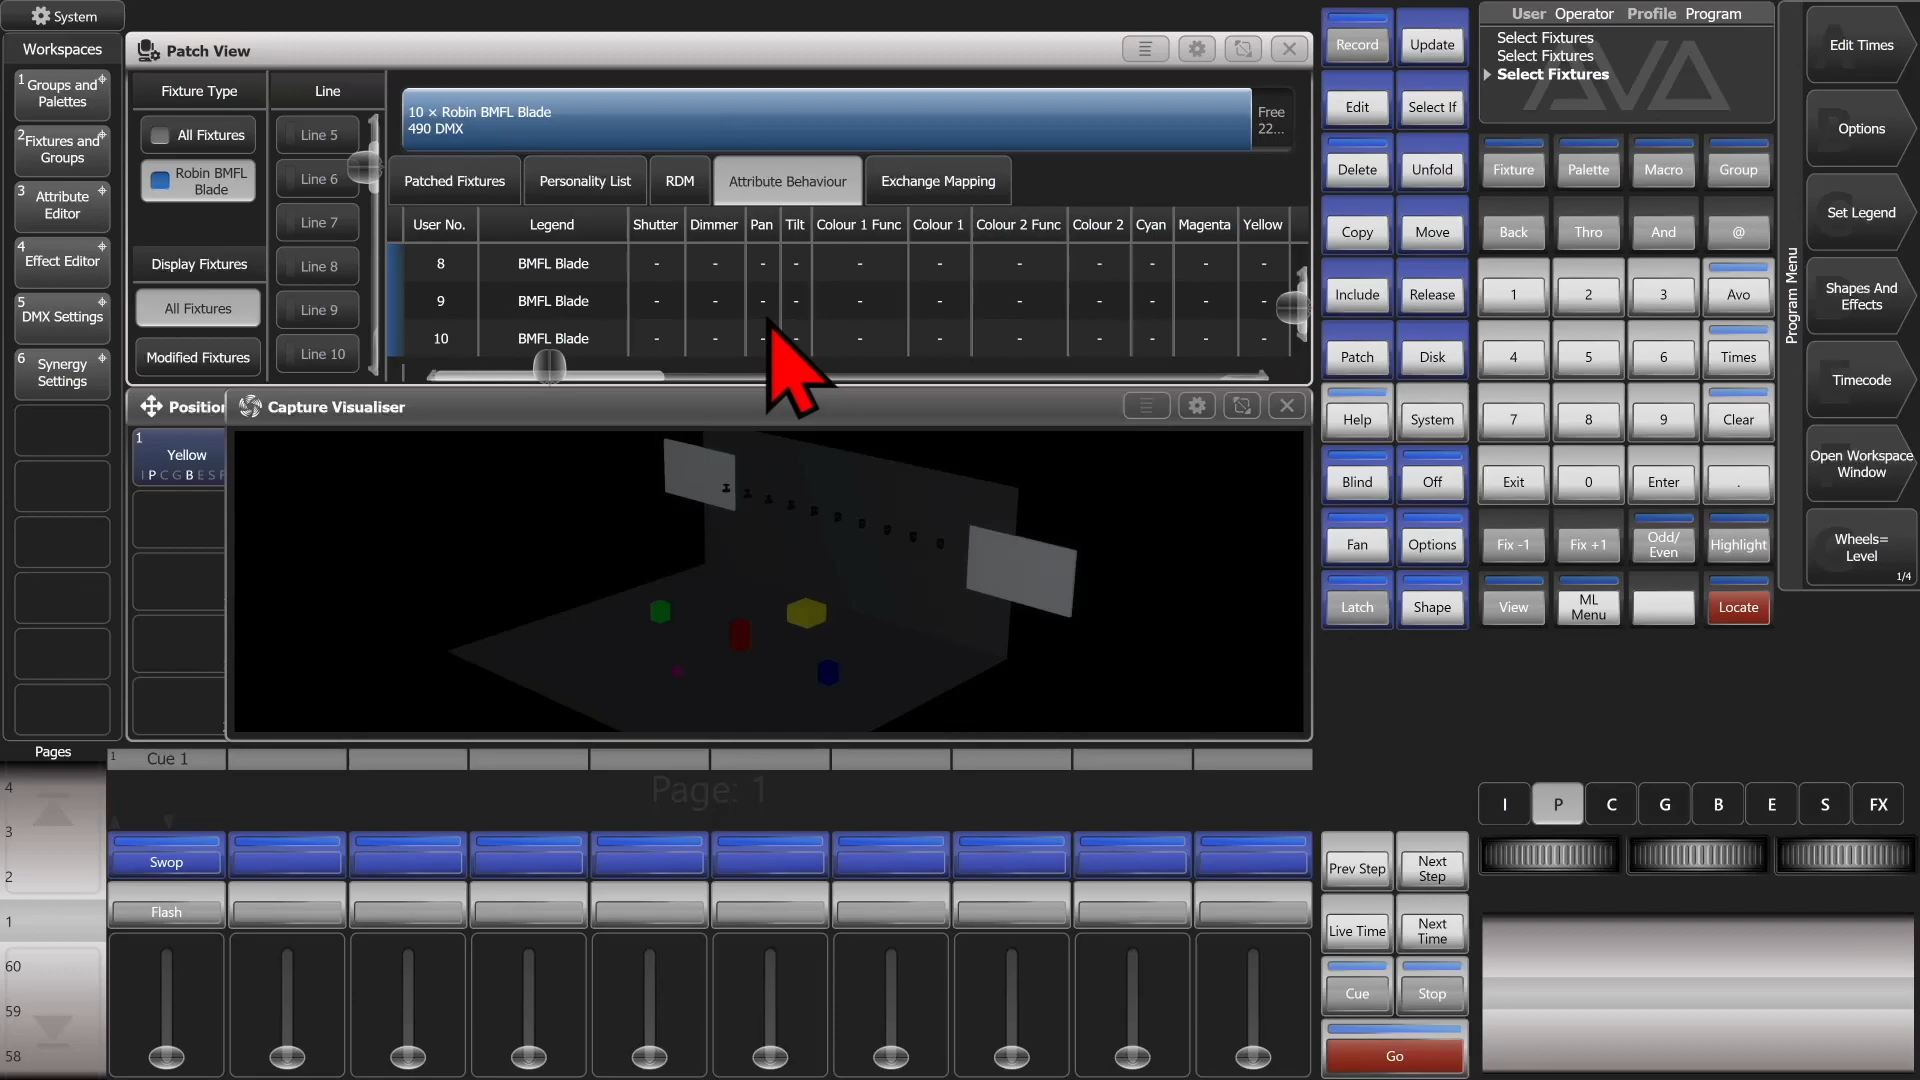 System
Workspaces
1 Groups and Palettes
2 Fixtures and Groups
3 Attribute Editor
4 Effect Editor
5 DMX Settings
6 Synergy Settings
Patch View
Fixture Type
All Fixtures
Robin BMFL Blade
Display Fixtures
All Fixtures
Modified Fixtures
Line
Line 5
Line 6
Line 7
Line 8
Line 9
Line 10
10 × Robin BMFL Blade
490 DMX
Free
22...
Patched Fixtures
Personality List
RDM
Attribute Behaviour
Exchange Mapping
User No. Legend Shutter Dimmer Pan Tilt Colour 1 Func Colour 1 Colour 2 Func Colour 2 Cyan Magenta Yellow
8 BMFL Blade - - - - - - - - - - -
9 BMFL Blade - - - - - - - - - - -
10 BMFL Blade - - - - - - - - - - -
Position
1
Yellow
I P C G B E S F
Capture Visualiser
Record
Update
Edit
Select If
Delete
Unfold
Copy
Move
Include
Release
Patch
Disk
Help
System
Blind
Off
Fan
Options
Latch
Shape
User Operator Profile Program
Select Fixtures
Select Fixtures
Select Fixtures
Fixture
Palette
Macro
Group
Back
Thro
And
@
1
2
3
Avo
4
5
6
Times
7
8
9
Clear
Exit
0
Enter
.
Fix -1
Fix +1
Odd/
Even
Highlight
View
ML
Menu
Locate
Program Menu
Edit Times
Options
Set Legend
Shapes And
Effects
Timecode
Open Workspace
Window
Wheels=
Level
1/4
Pages
4
3
2
1
60
59
58
1 Cue 1
Page: 1
Swop
Flash
Prev Step
Next
Step
Live Time
Next
Time
Cue
Stop
Go
I
P
C
G
B
E
S
FX